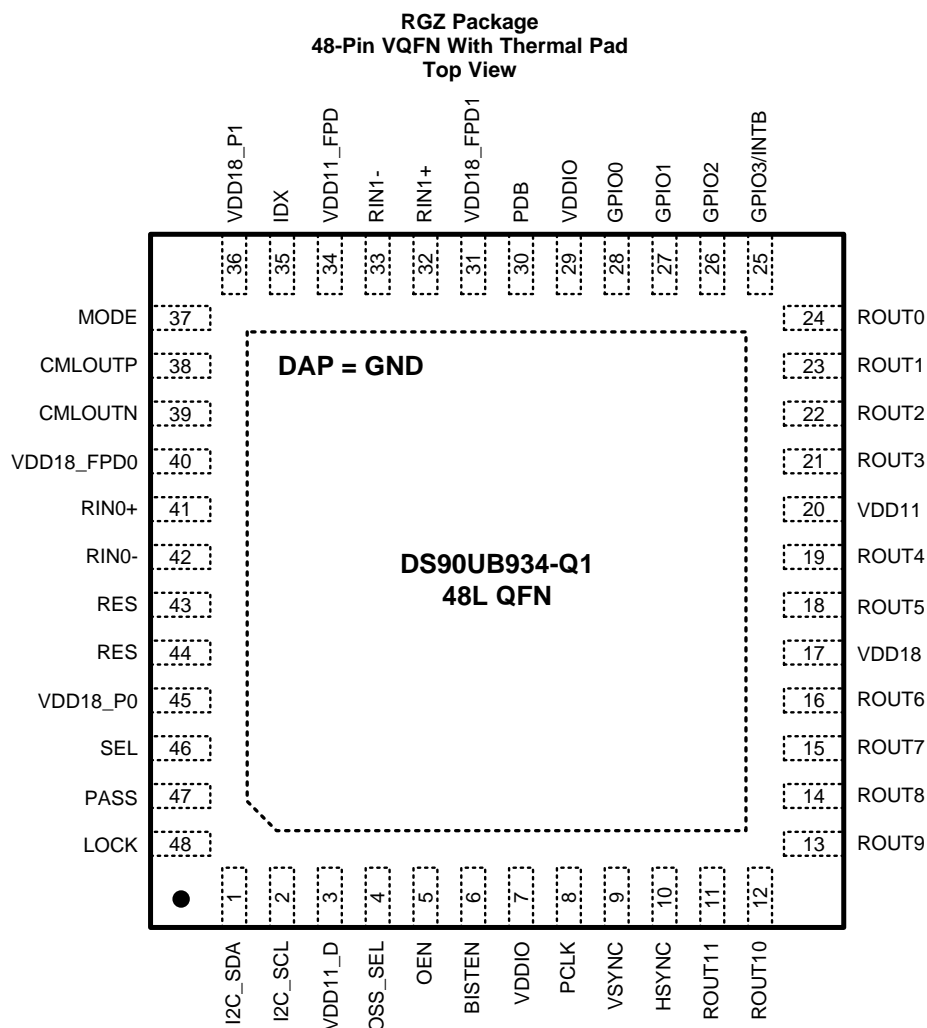 RGZ Package
48-Pin VQFN With Thermal Pad
Top View
VDD18_P1
IDX
VDD11_FPD
RIN1-
RIN1+
VDD18_FPD1
PDB
VDDIO
GPIO0
GPIO1
GPIO2
GPIO3/INTB
36
35
34
33
32
31
30
29
28
27
26
25
MODE 37
24 ROUT0
CMLOUTP 38
23 ROUT1
CMLOUTN 39
22 ROUT2
VDD18_FPD0 40
21 ROUT3
RIN0+ 41
20 VDD11
RIN0- 42
19 ROUT4
RES 43
18 ROUT5
RES 44
17 VDD18
VDD18_P0 45
16 ROUT6
SEL 46
15 ROUT7
PASS 47
14 ROUT8
LOCK 48
13 ROUT9
DAP = GND
DS90UB934-Q1
48L QFN
1
2
3
4
5
6
7
8
9
10
11
12
I2C_SDA
I2C_SCL
VDD11_D
OSS_SEL
OEN
BISTEN
VDDIO
PCLK
VSYNC
HSYNC
ROUT11
ROUT10